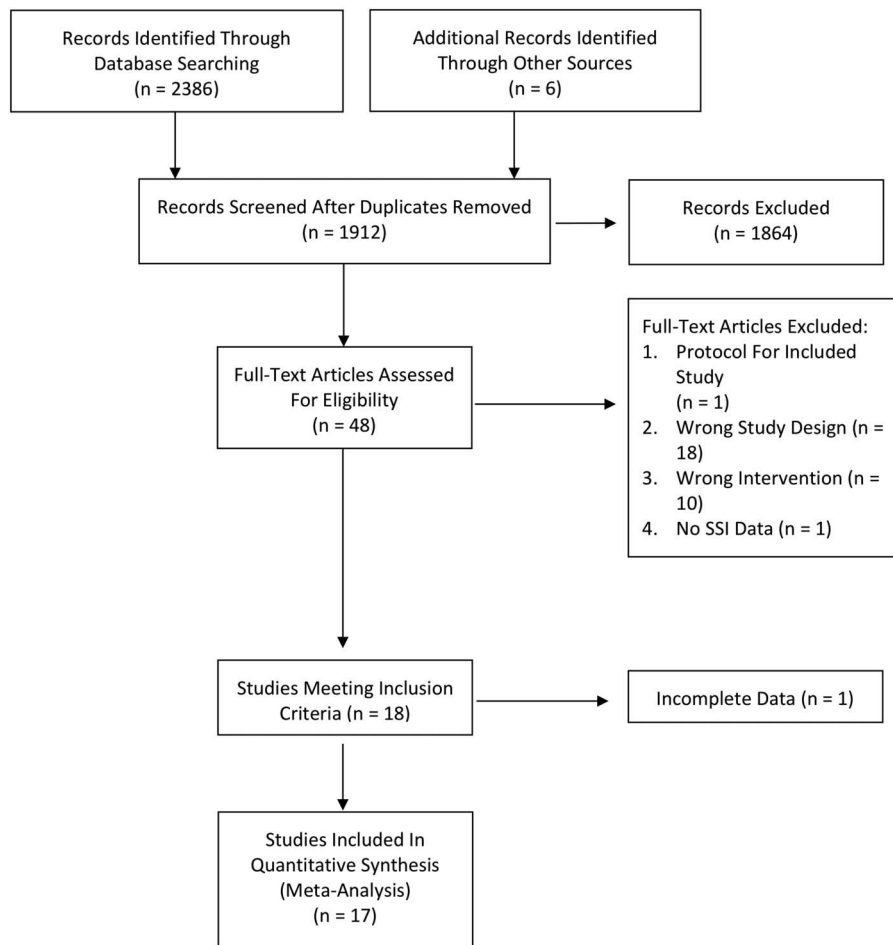 Records Identified Through
Database Searching
(n = 2386)
Additional Records Identified
Through Other Sources
(n = 6)
Records Screened After Duplicates Removed
(n = 1912)
Records Excluded
(n = 1864)
Full-Text Articles Assessed
For Eligibility
(n = 48)
Full-Text Articles Excluded:
1. Protocol For Included
Study
(n = 1)
2. Wrong Study Design (n =
18)
3. Wrong Intervention (n =
10)
4. No SSI Data (n = 1)
Studies Meeting Inclusion
Criteria (n = 18)
Incomplete Data (n = 1)
Studies Included In
Quantitative Synthesis
(Meta-Analysis)
(n = 17)